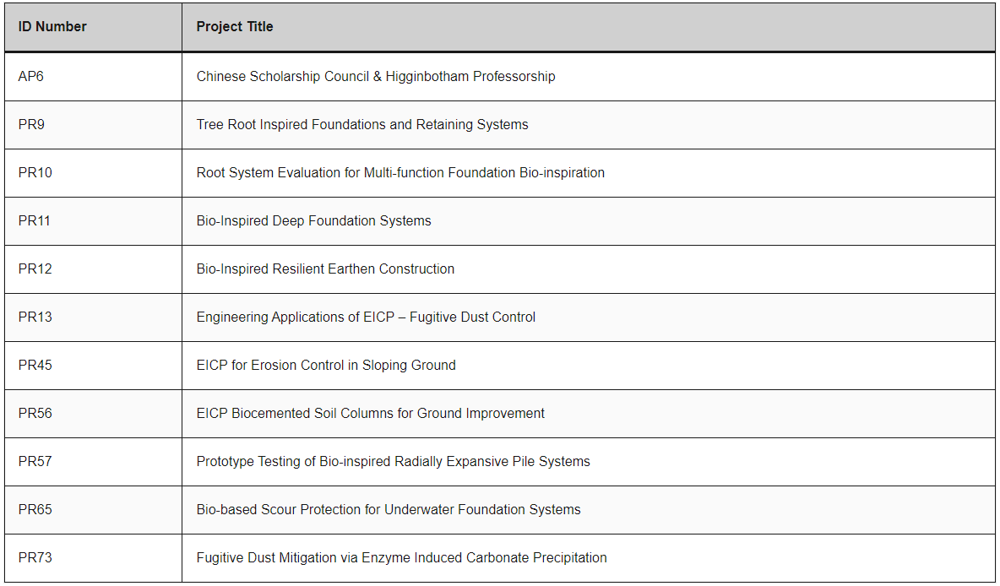 ID Number Project Title
AP6 Chinese Scholarship Council & Higginbotham Professorship
PR9 Tree Root Inspired Foundations and Retaining Systems
PR10 Root System Evaluation for Multi-function Foundation Bio-inspiration
PR11 Bio-Inspired Deep Foundation Systems
PR12 Bio-Inspired Resilient Earthen Construction
PR13 Engineering Applications of EICP – Fugitive Dust Control
PR45 EICP for Erosion Control in Sloping Ground
PR56 EICP Biocemented Soil Columns for Ground Improvement
PR57 Prototype Testing of Bio-inspired Radially Expansive Pile Systems
PR65 Bio-based Scour Protection for Underwater Foundation Systems
PR73 Fugitive Dust Mitigation via Enzyme Induced Carbonate Precipitation